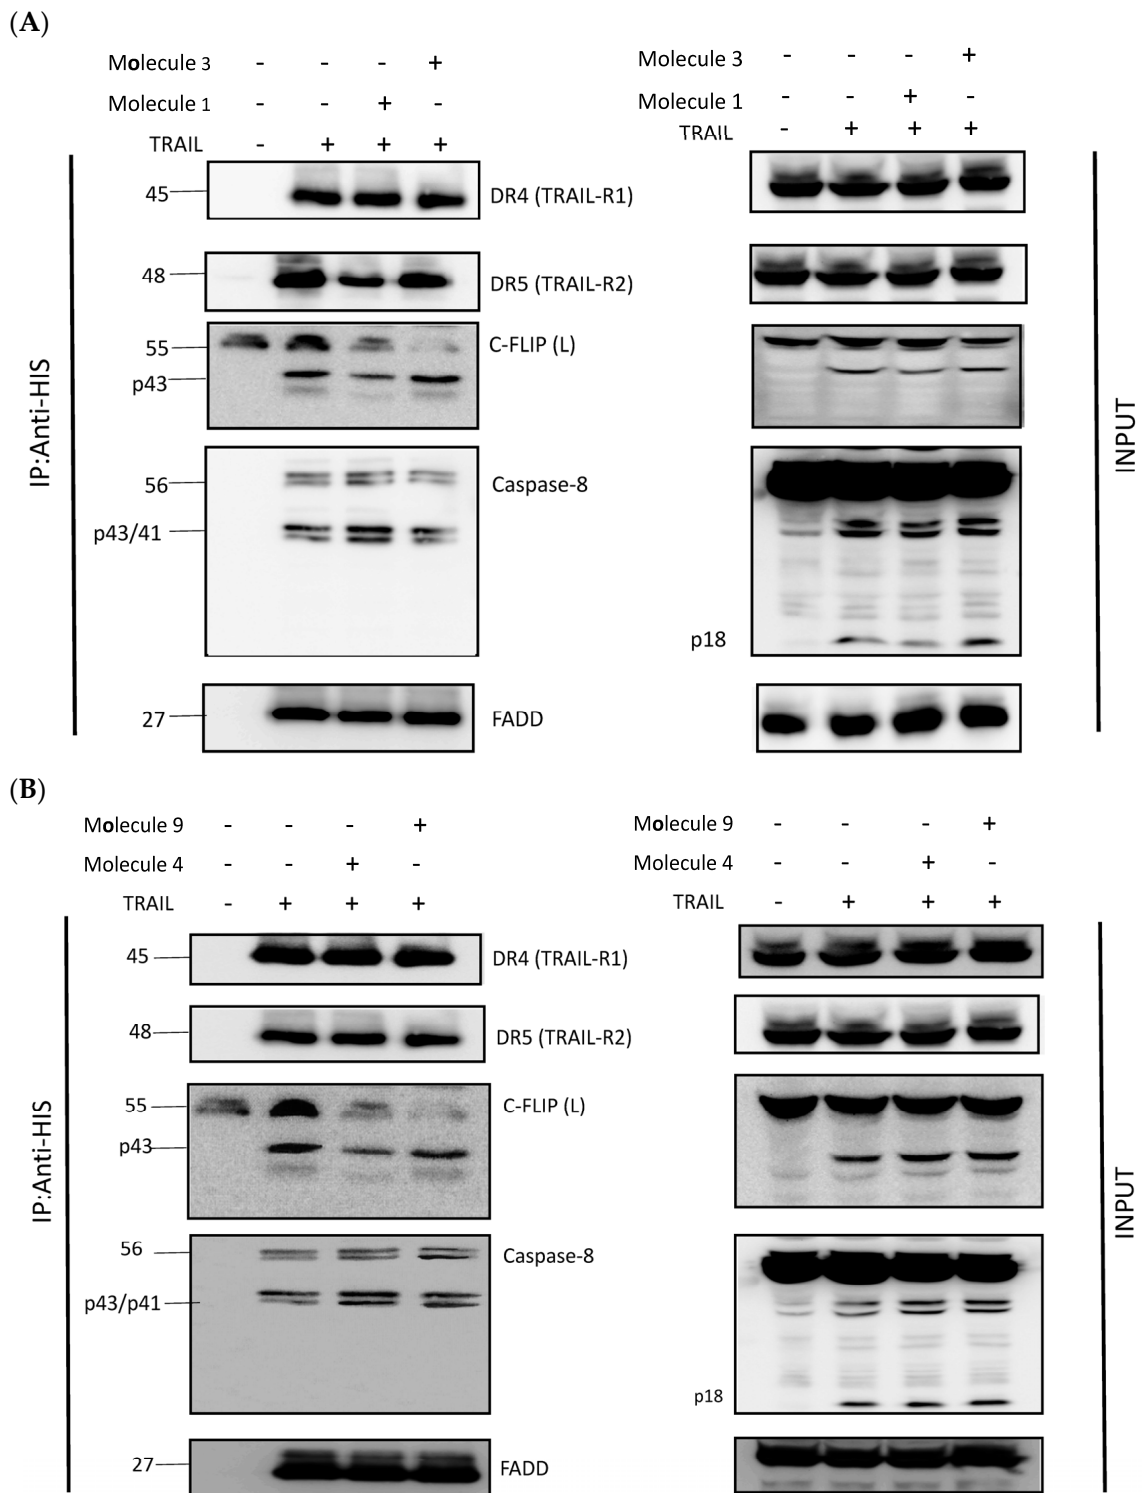 (A)
Molecule 3 - - - +
Molecule 1 - - + -
TRAIL - + + +
Molecule 3 - - - +
Molecule 1 - - + -
TRAIL - + + +
IP:Anti-HIS
45 DR4 (TRAIL-R1)
48 DR5 (TRAIL-R2)
55 C-FLIP (L)
p43
56 Caspase-8
p43/41
27 FADD
p18
INPUT
(B)
Molecule 9 - - - +
Molecule 4 - - + -
TRAIL - + + +
Molecule 9 - - - +
Molecule 4 - - + -
TRAIL - + + +
IP:Anti-HIS
45 DR4 (TRAIL-R1)
48 DR5 (TRAIL-R2)
55 C-FLIP (L)
p43
56 Caspase-8
p43/p41
27 FADD
p18
INPUT